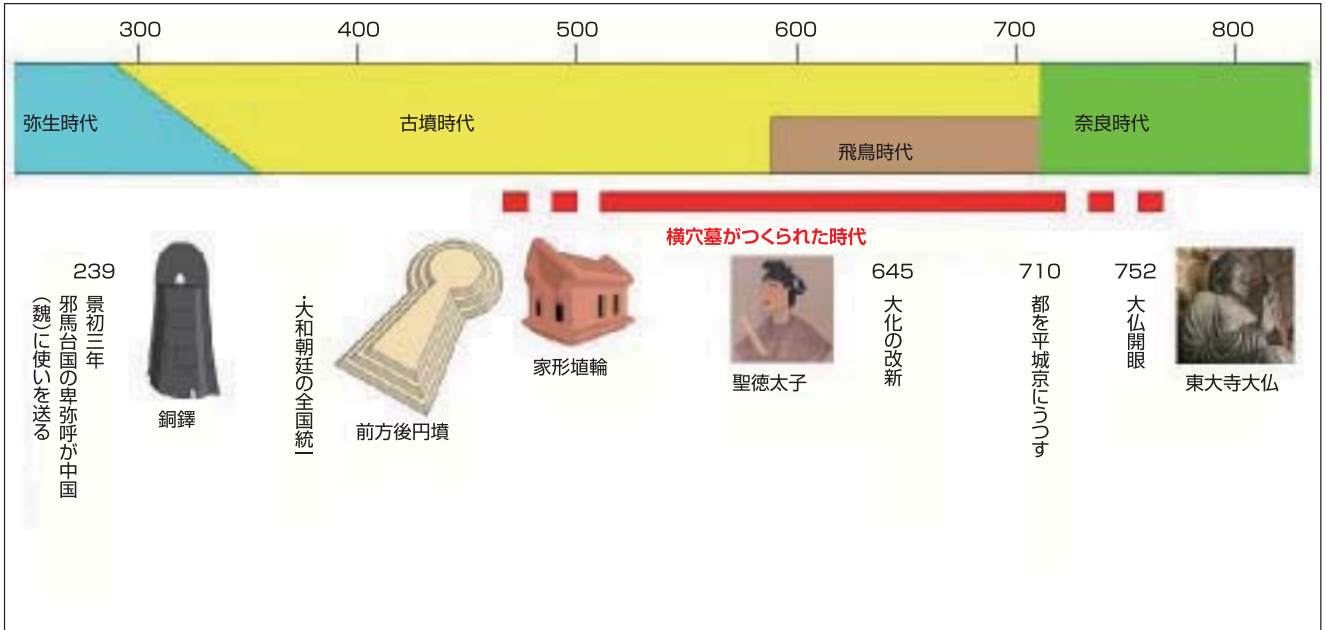 300 400 500 600 700 800
弥生時代
古墳時代
飛鳥時代
奈良時代
横穴墓がつくられた時代
239
景初三年
邪馬台国の卑弥呼が中国
(魏)に使いを送る
銅鐸
・大和朝廷の全国統一
前方後円墳
家形埴輪
聖徳太子
645
大化の改新
710
都を平城京にうつす
752
大仏開眼
東大寺大仏